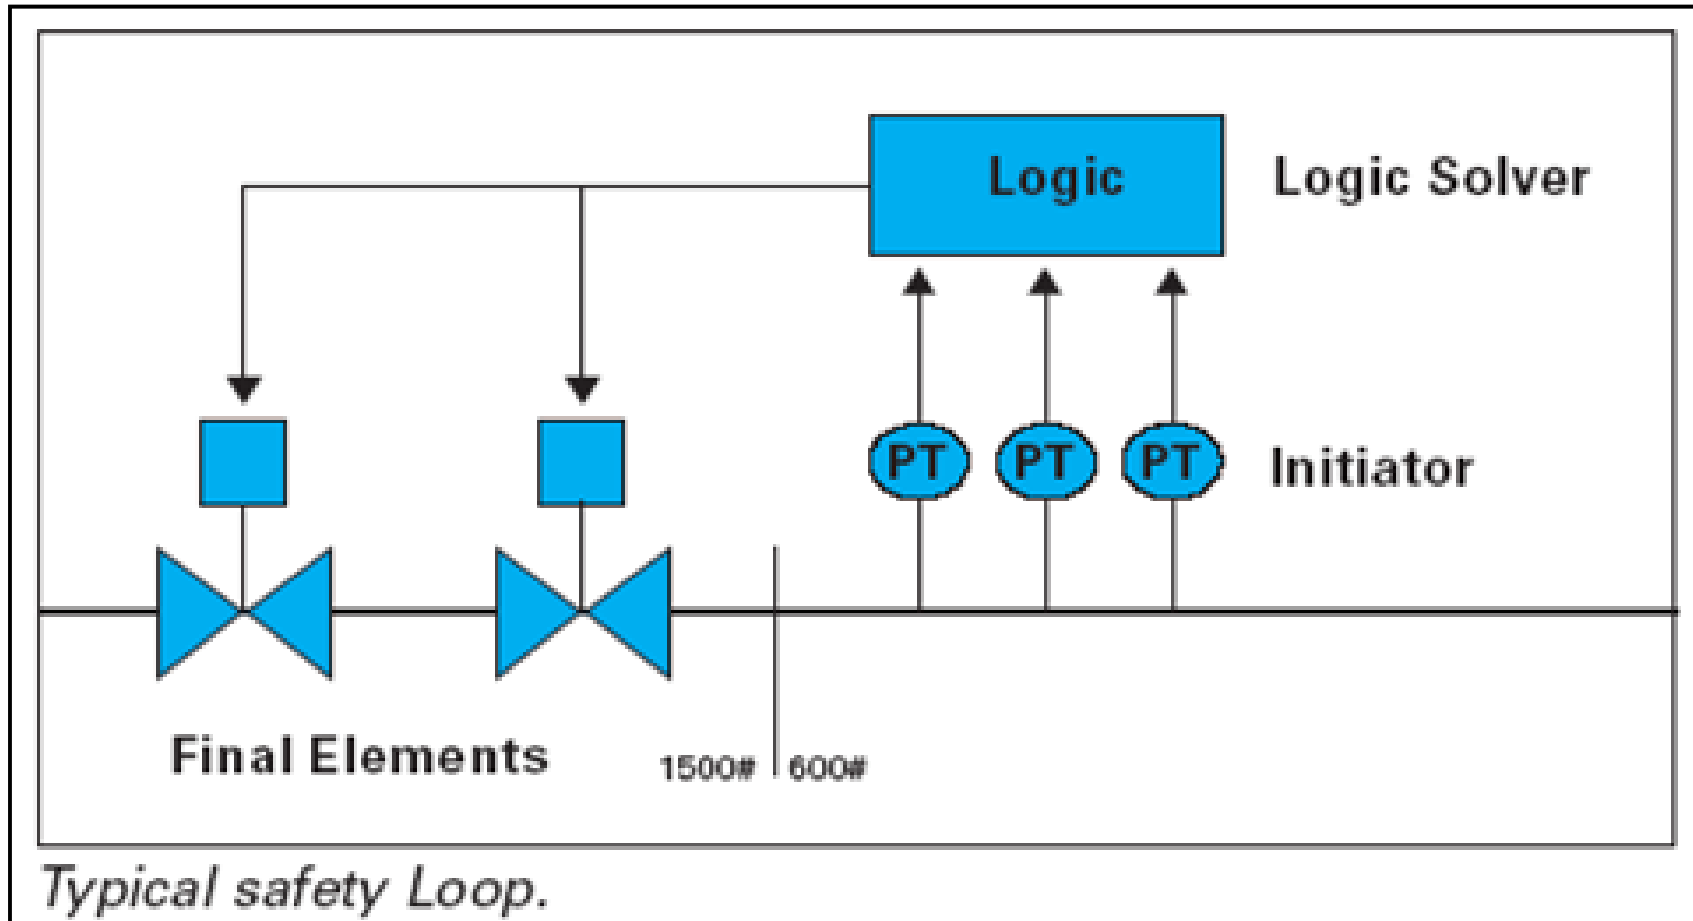 Logic
Logic Solver
PT PT PT
Initiator
Final Elements
1500# 600#
Typical safety Loop.